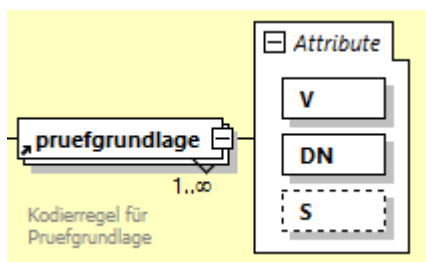 Attribute
V
pruefgrundlage
DN
1..∞
S
Kodierregel für
Pruefgrundlage